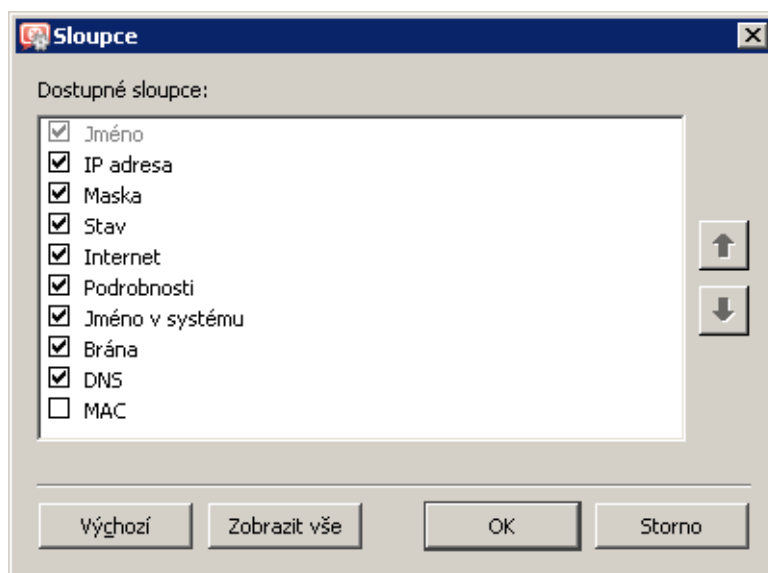 Sloupce
Dostupné sloupce:
Jméno
IP adresa
Maska
Stav
Internet
Podrobnosti
Jméno v systému
Brána
DNS
MAC
Výchozí Zobrazit vše OK Storno